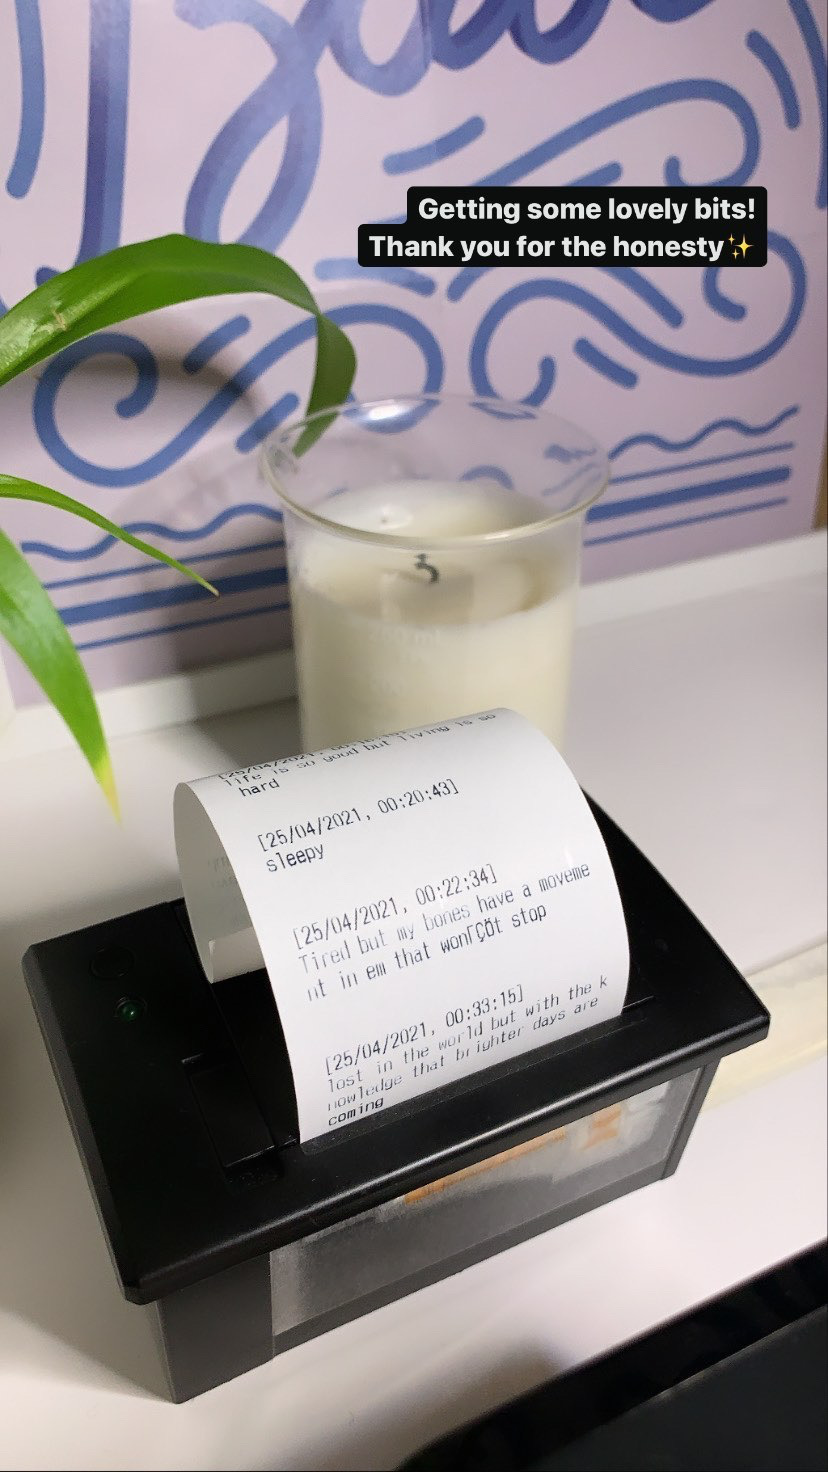 Getting some lovely bits!
Thank you for the honesty✨
life is so good but living is so
hard
[25/04/2021, 00:20:43]
sleepy
[25/04/2021, 00:22:34]
Tired but my bones have a moveme
nt in em that wonΓÇÖt stop
[25/04/2021, 00:33:15]
lost in the world but with the k
nowledge that brighter days are
coming